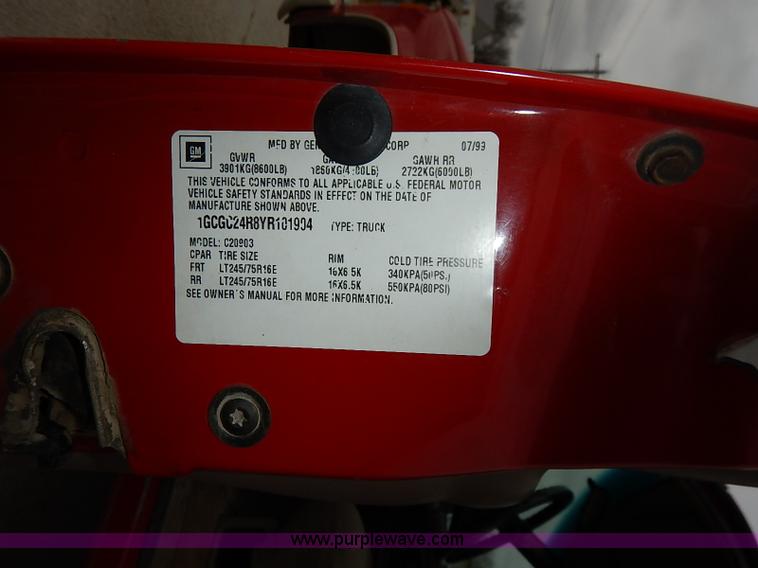 GM
MFD BY CORP 07/99
GVWR GAWR RR
3901KG(8600LB) 2722KG(6000LB)
THIS VEHICLE CONFORMS TO ALL APPLICABLE U.S. FEDERAL MOTOR
VEHICLE SAFETY STANDARDS IN EFFECT ON THE DATE OF
MANUFACTURE SHOWN ABOVE.
1GCGC24R8YR181904 TYPE: TRUCK
MODEL: C20903
TIRE SIZE RIM COLD TIRE PRESSURE
FRT LT245/75R16E 16X6.5K 340KPA(50PSI)
RR LT245/75R16E 16X6.5K 550KPA(80PSI)
SEE OWNER'S MANUAL FOR MORE INFORMATION.
www.purplewave.com